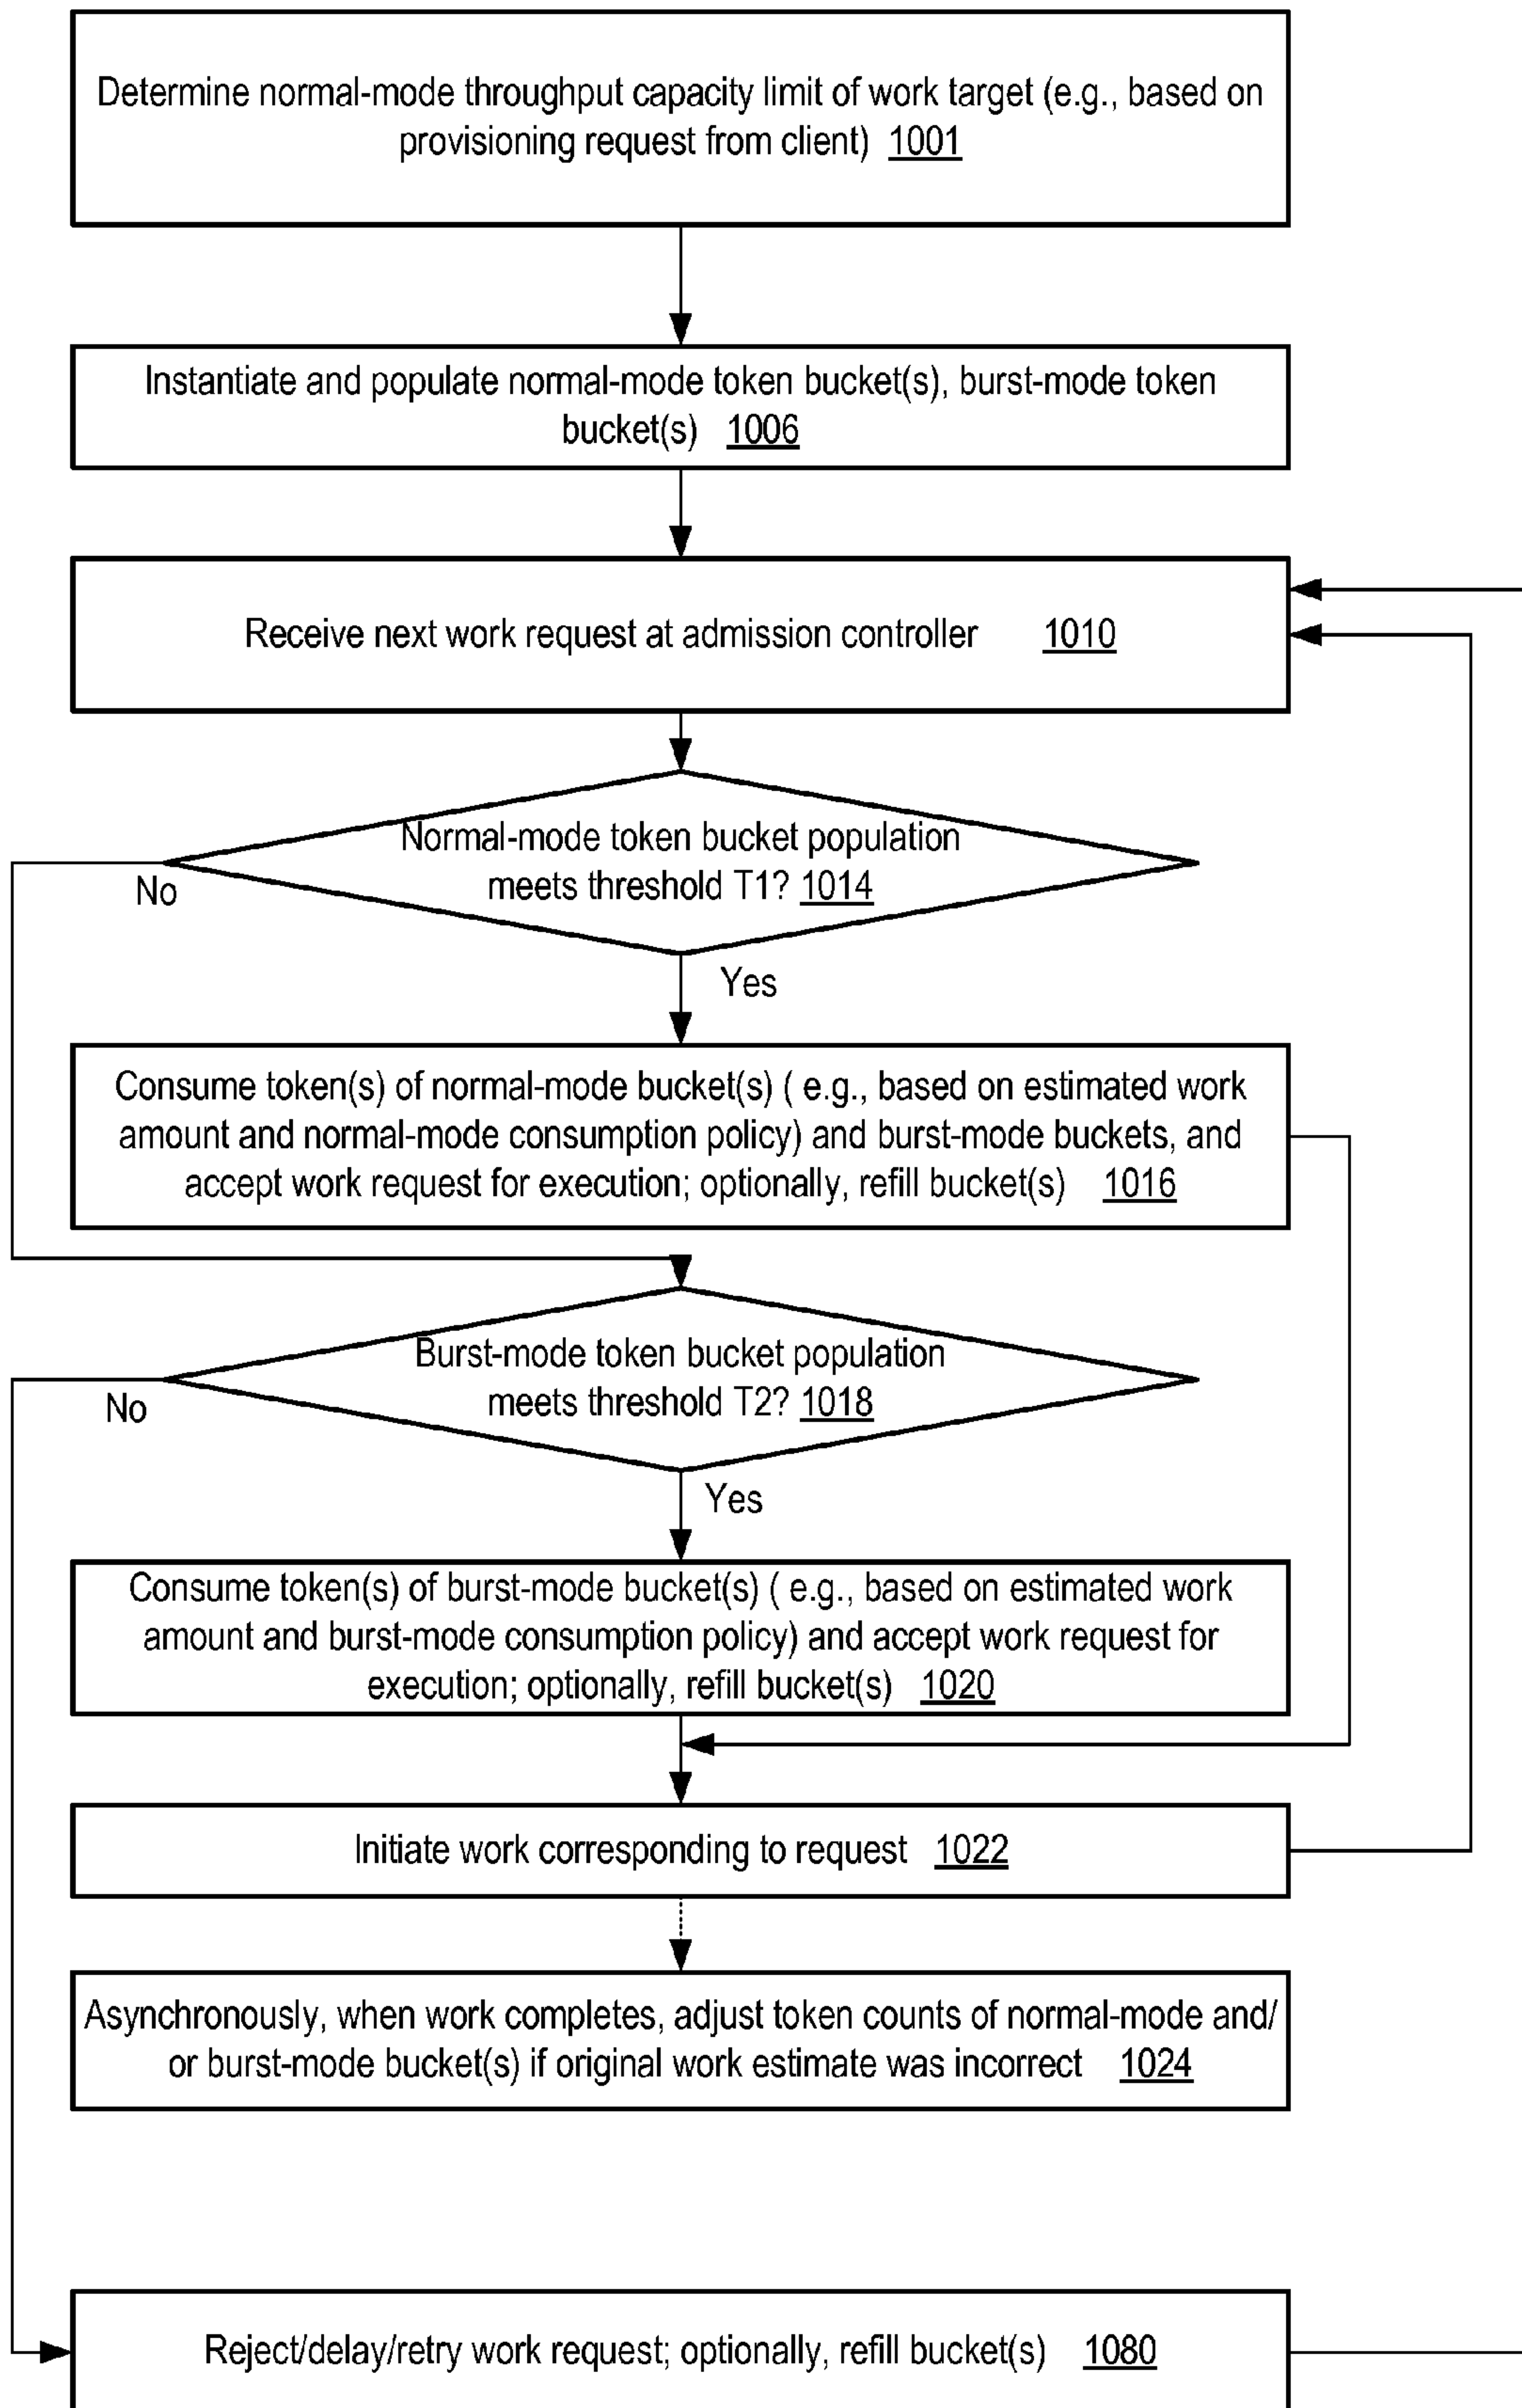 Determine normal-mode throughput capacity limit of work target (e.g., based on
provisioning request from client) 1001
Instantiate and populate normal-mode token bucket(s), burst-mode token
bucket(s) 1006
Receive next work request at admission controller 1010
Normal-mode token bucket population
meets threshold T1? 1014
No
Yes
Consume token(s) of normal-mode bucket(s) ( e.g., based on estimated work
amount and normal-mode consumption policy) and burst-mode buckets, and
accept work request for execution; optionally, refill bucket(s) 1016
Burst-mode token bucket population
meets threshold T2? 1018
No
Yes
Consume token(s) of burst-mode bucket(s) ( e.g., based on estimated work
amount and burst-mode consumption policy) and accept work request for
execution; optionally, refill bucket(s) 1020
Initiate work corresponding to request 1022
Asynchronously, when work completes, adjust token counts of normal-mode and/
or burst-mode bucket(s) if original work estimate was incorrect 1024
Reject/delay/retry work request; optionally, refill bucket(s) 1080